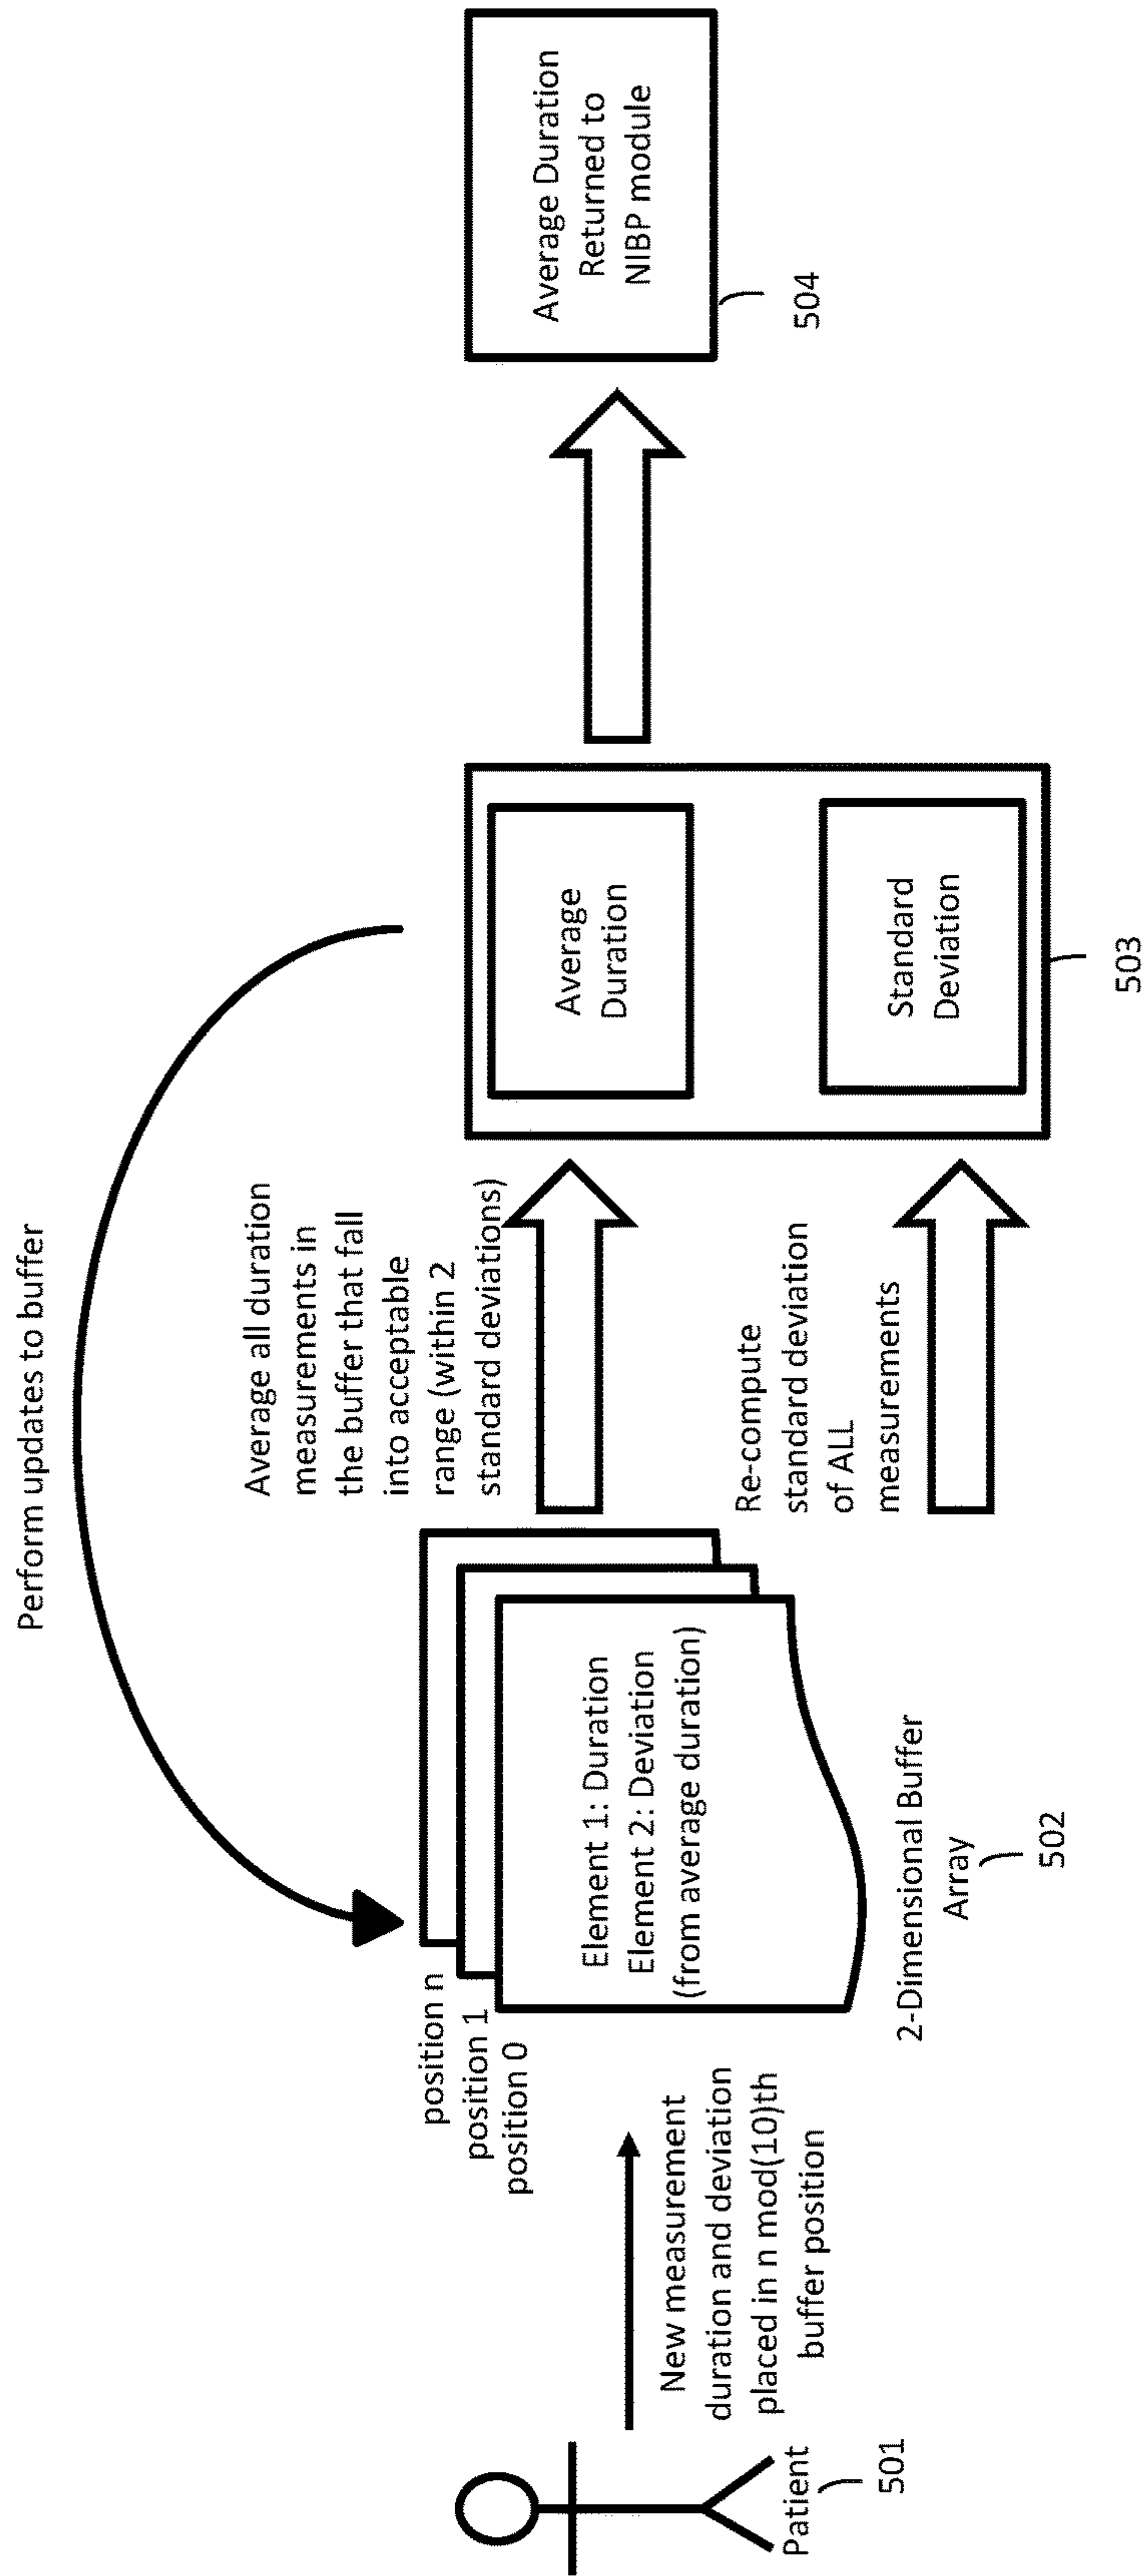 Perform updates to buffer
Patient
501
New measurement
duration and deviation
placed in n mod(10)th
buffer position
position n
position 1
position 0
Element 1: Duration
Element 2: Deviation
(from average duration)
2-Dimensional Buffer
Array
502
Average all duration
measurements in
the buffer that fall
into acceptable
range (within 2
standard deviations)
Re-compute
standard deviation
of ALL
measurements
Average
Duration
Standard
Deviation
503
Average Duration
Returned to
NIBP module
504